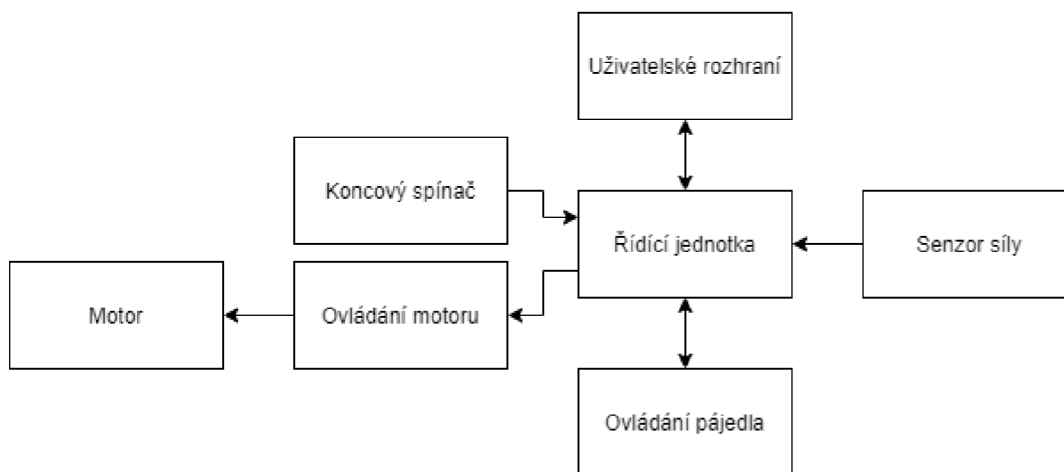 Uživatelské rozhraní
Koncový spínač
Řídící jednotka
Senzor síly
Motor
Ovládání motoru
Ovládání pájedla